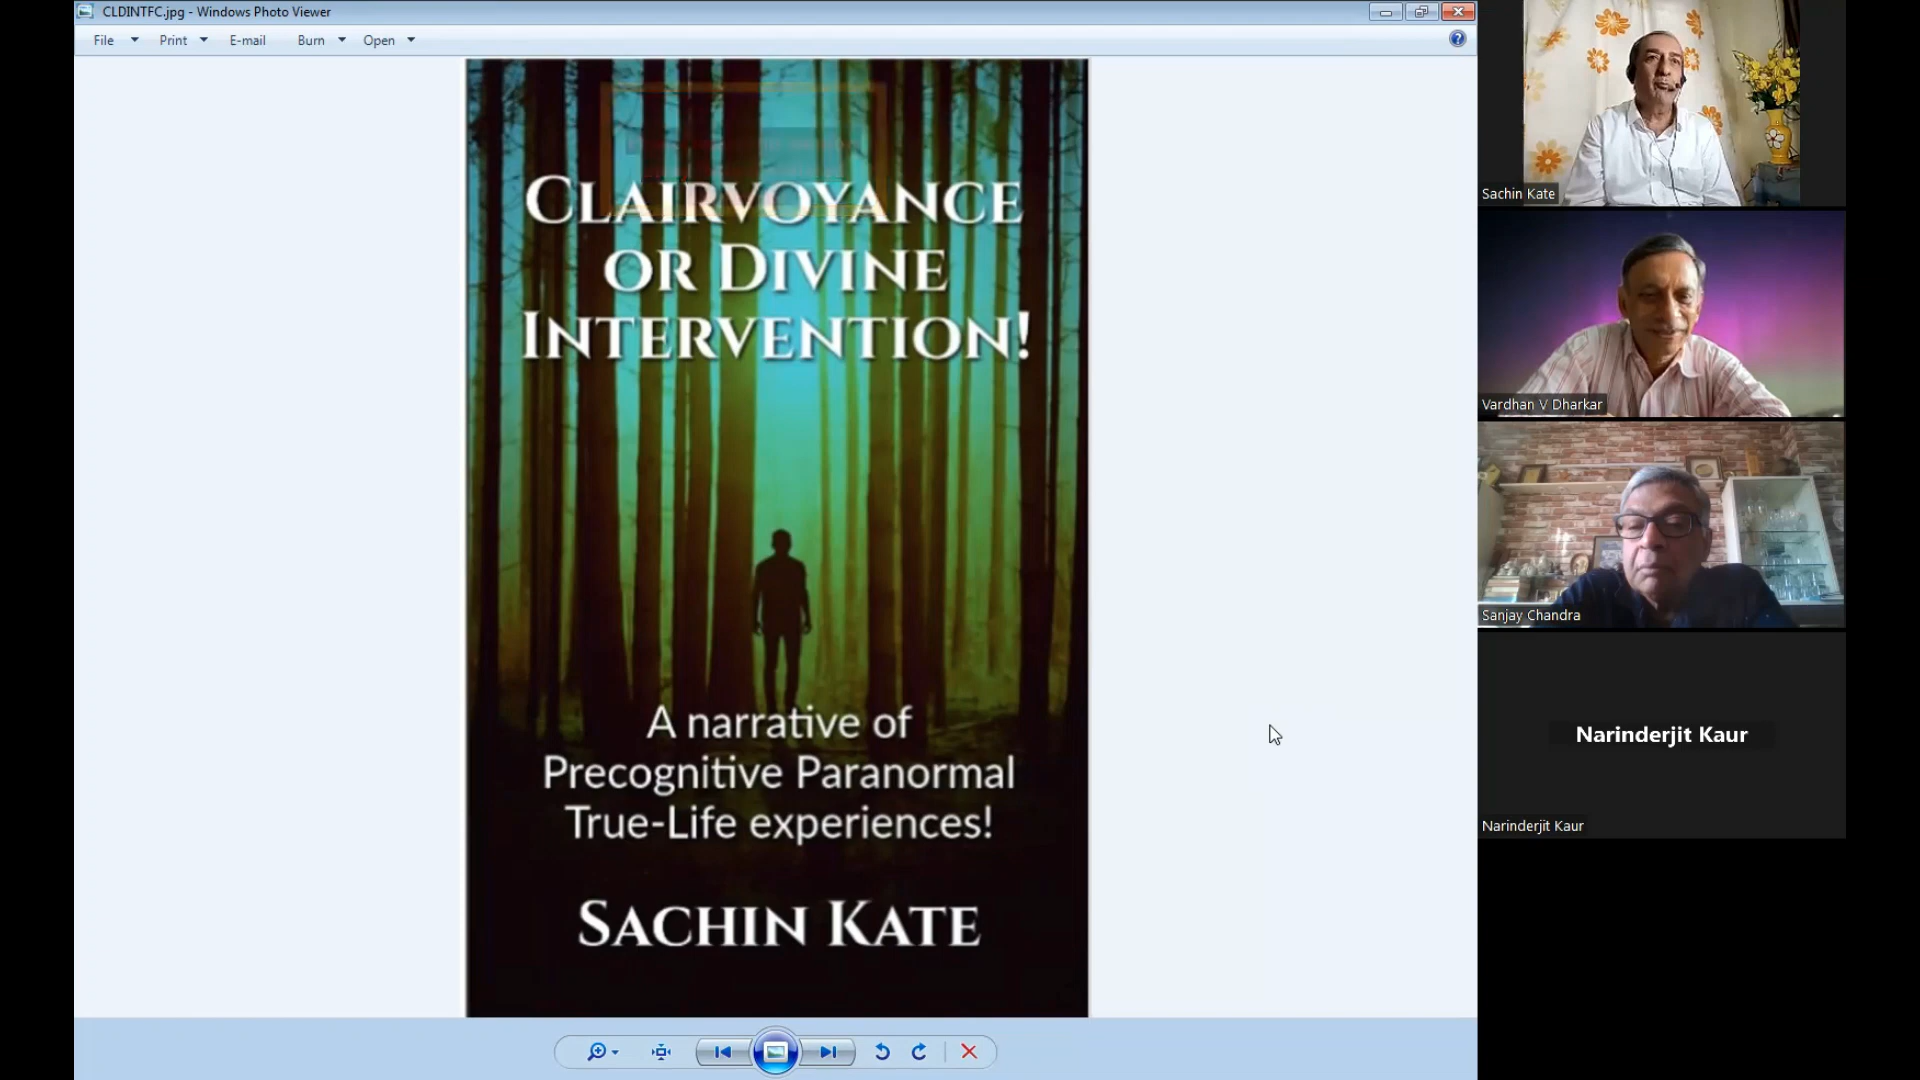 CLDINTFC.jpg - Windows Photo Viewer
File Print E-mail Burn Open
CLAIRVOYANCE
OR DIVINE
INTERVENTION!
A narrative of
Precognitive Paranormal
True-Life experiences!
SACHIN KATE
Sachin Kate
Vardhan V Dharkar
Sanjay Chandra
Narinderjit Kaur
Narinderjit Kaur